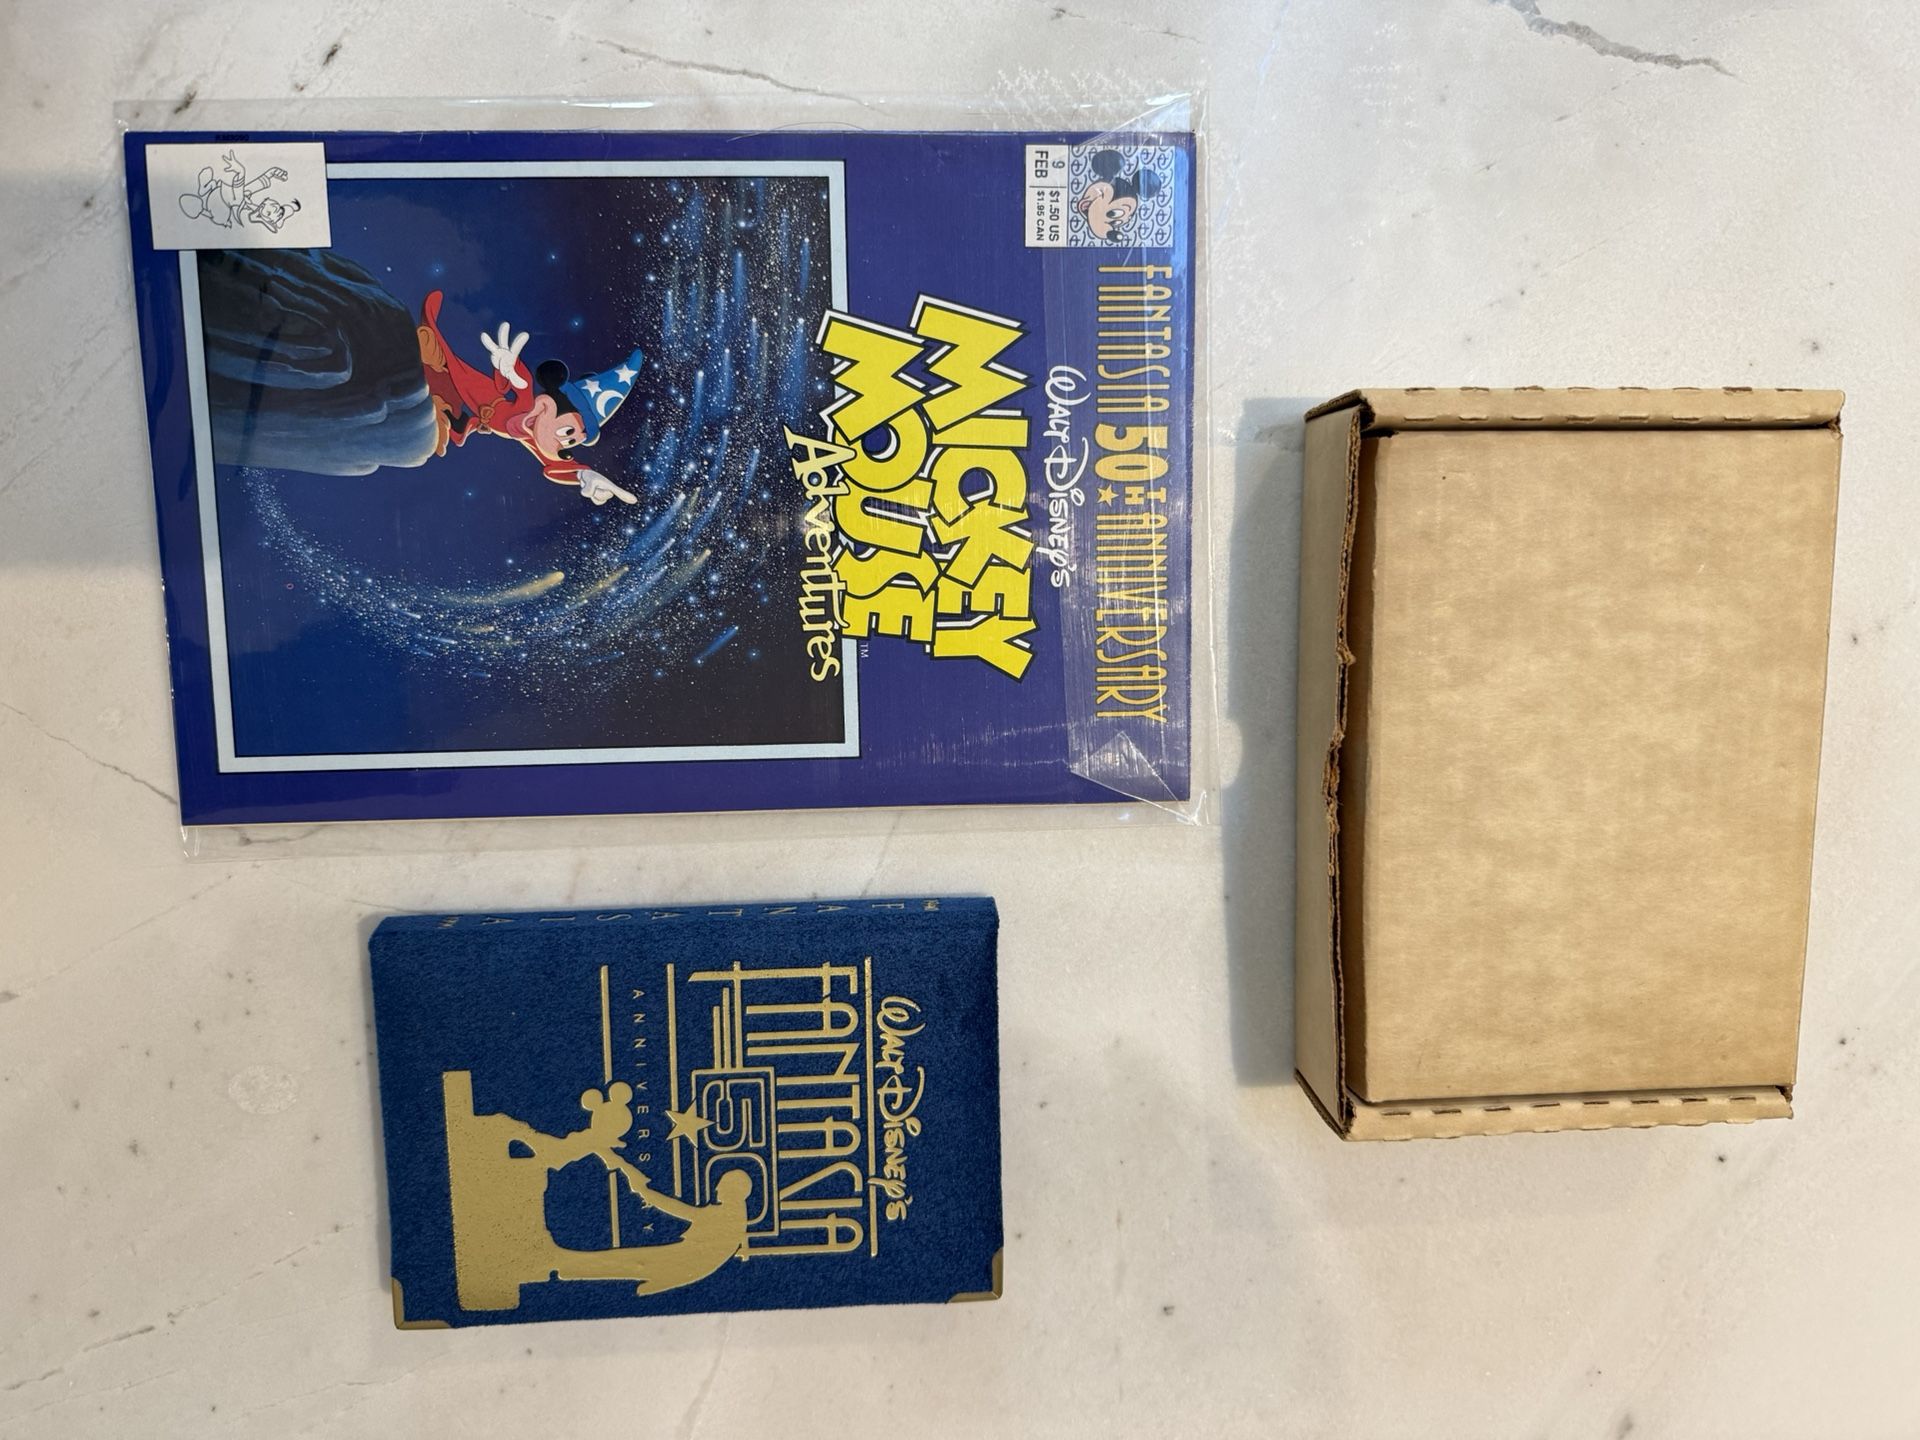 FANTASIA 50TH ANNIVERSARY
9
FEB
$1.50 US
$1.95 CAN
WALT DISNEY'S
MICKEY
MOUSE
Adventures
TM
WALT DISNEY'S
FANTASIA
50
ANNIVERSARY
FANTASIA